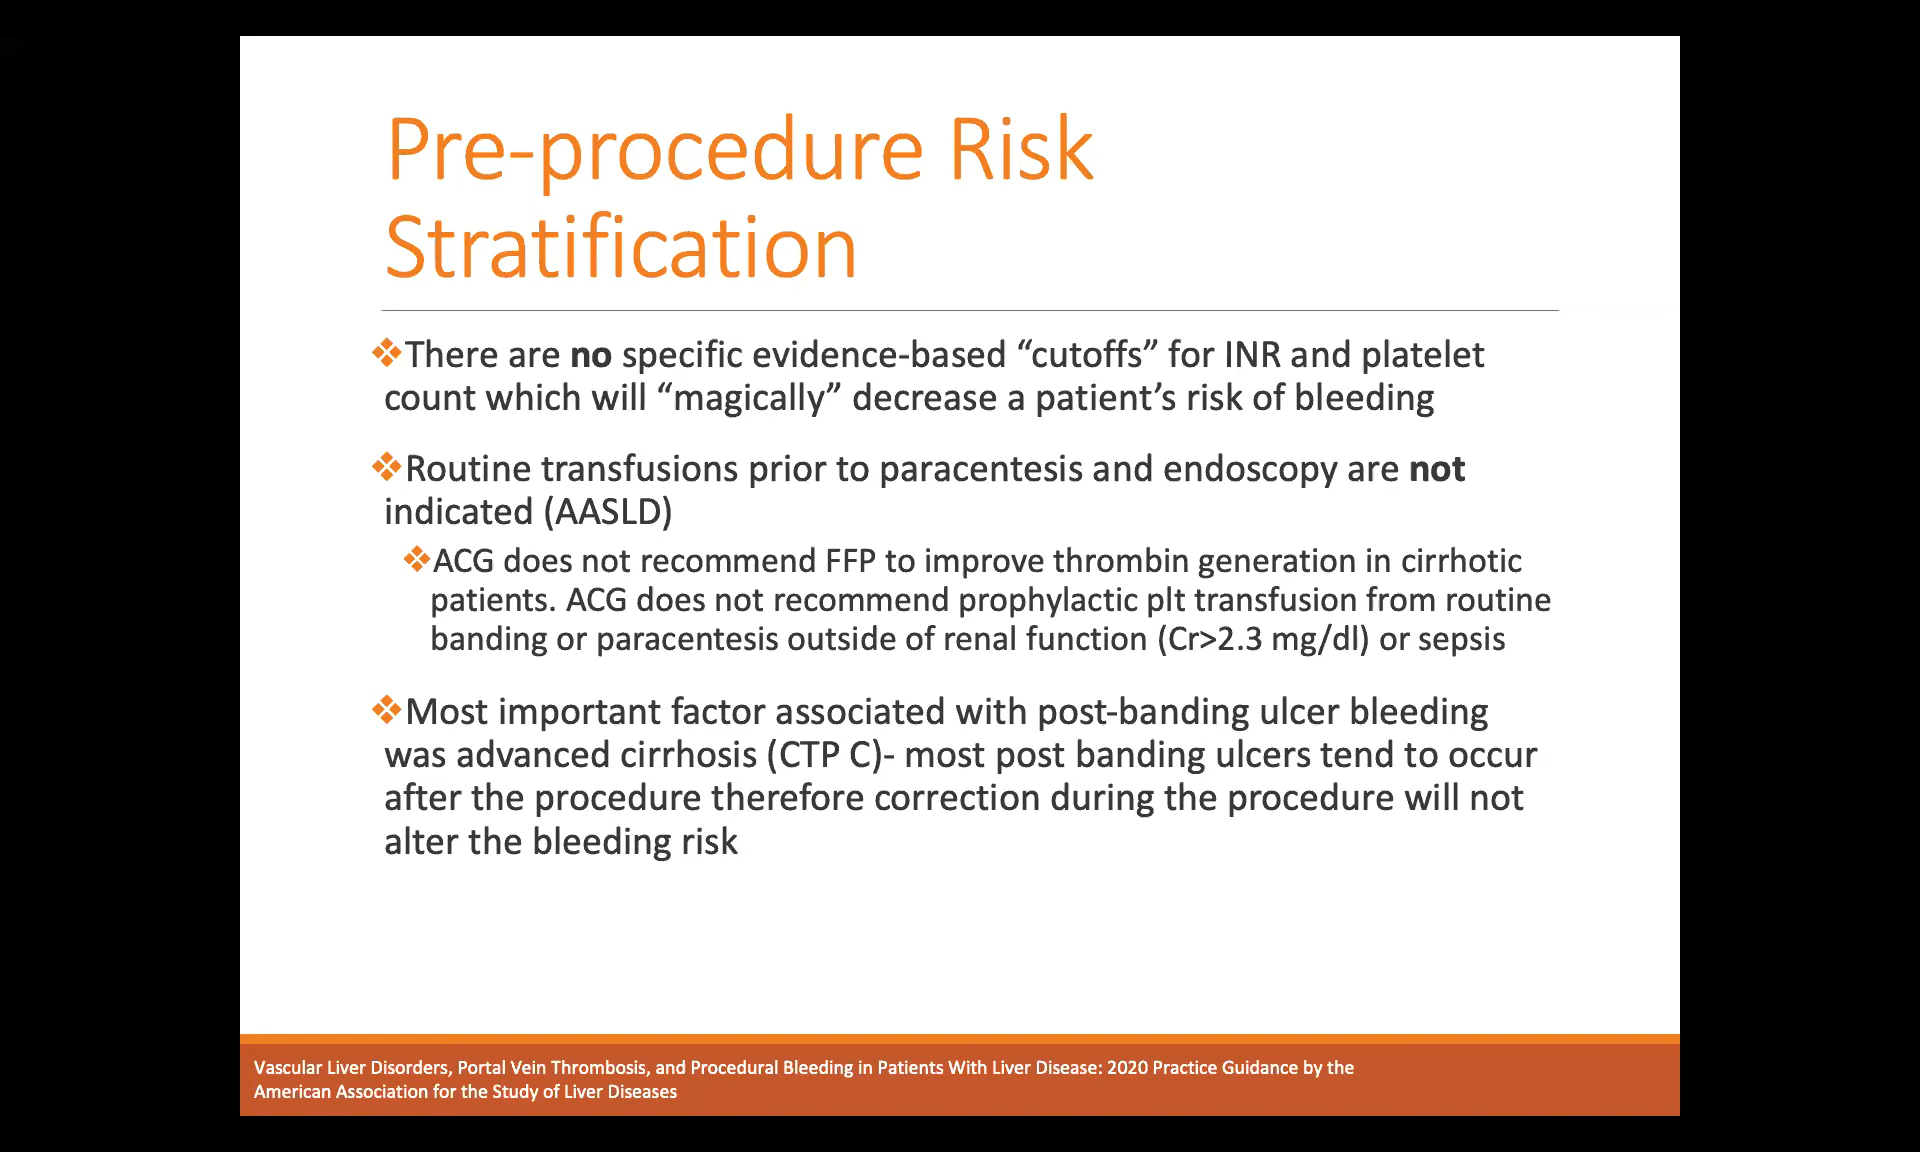 Pre-procedure Risk
Stratification
There are no specific evidence-based “cutoffs” for INR and platelet
count which will “magically” decrease a patient’s risk of bleeding
Routine transfusions prior to paracentesis and endoscopy are not
indicated (AASLD)
ACG does not recommend FFP to improve thrombin generation in cirrhotic
patients. ACG does not recommend prophylactic plt transfusion from routine
banding or paracentesis outside of renal function (Cr>2.3 mg/dl) or sepsis
Most important factor associated with post-banding ulcer bleeding
was advanced cirrhosis (CTP C)- most post banding ulcers tend to occur
after the procedure therefore correction during the procedure will not
alter the bleeding risk
Vascular Liver Disorders, Portal Vein Thrombosis, and Procedural Bleeding in Patients With Liver Disease: 2020 Practice Guidance by the
American Association for the Study of Liver Diseases